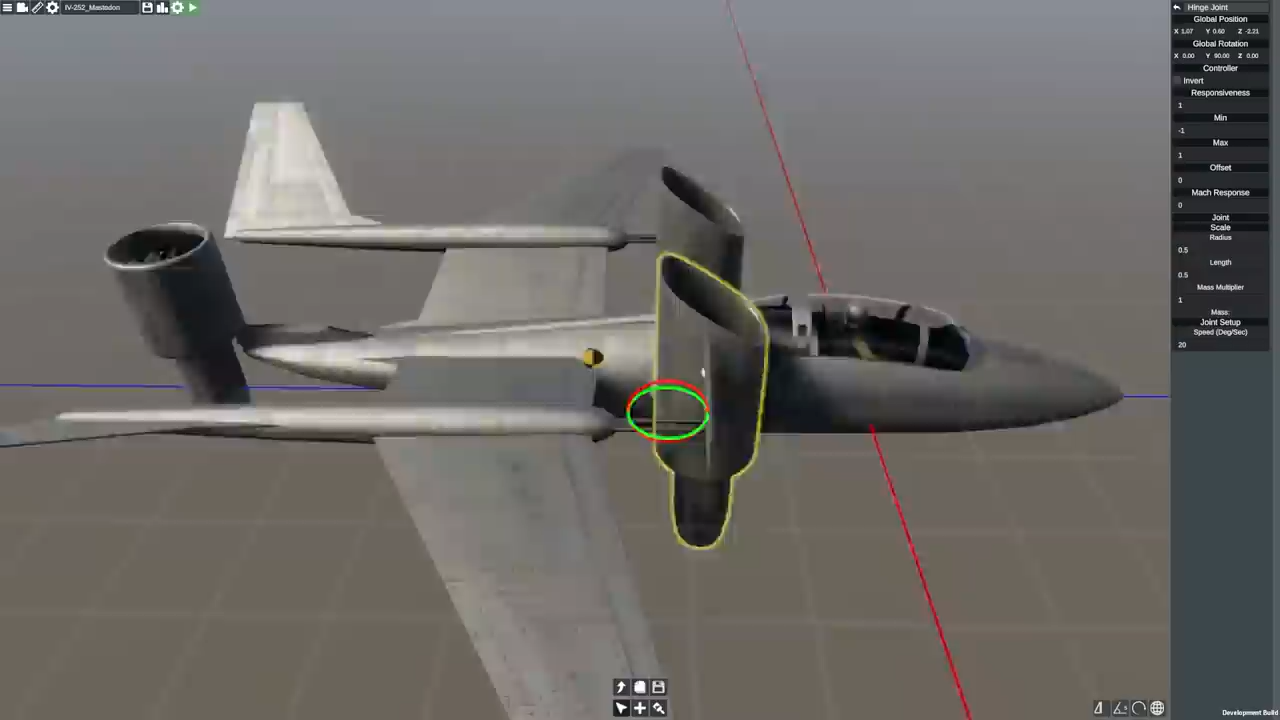 IV-252_Mastodon
Hinge Joint
Global Position
X 1.07 Y 0.60 Z -2.21
Global Rotation
X 0.00 Y 90.00 Z 0.00
Controller
Invert
Responsiveness
1
Min
-1
Max
1
Offset
0
Mach Response
0
Joint
Scale
Radius
0.5
Length
0.5
Mass Multiplier
1
Mass:
Joint Setup
Speed (Deg/Sec)
20
Development Build